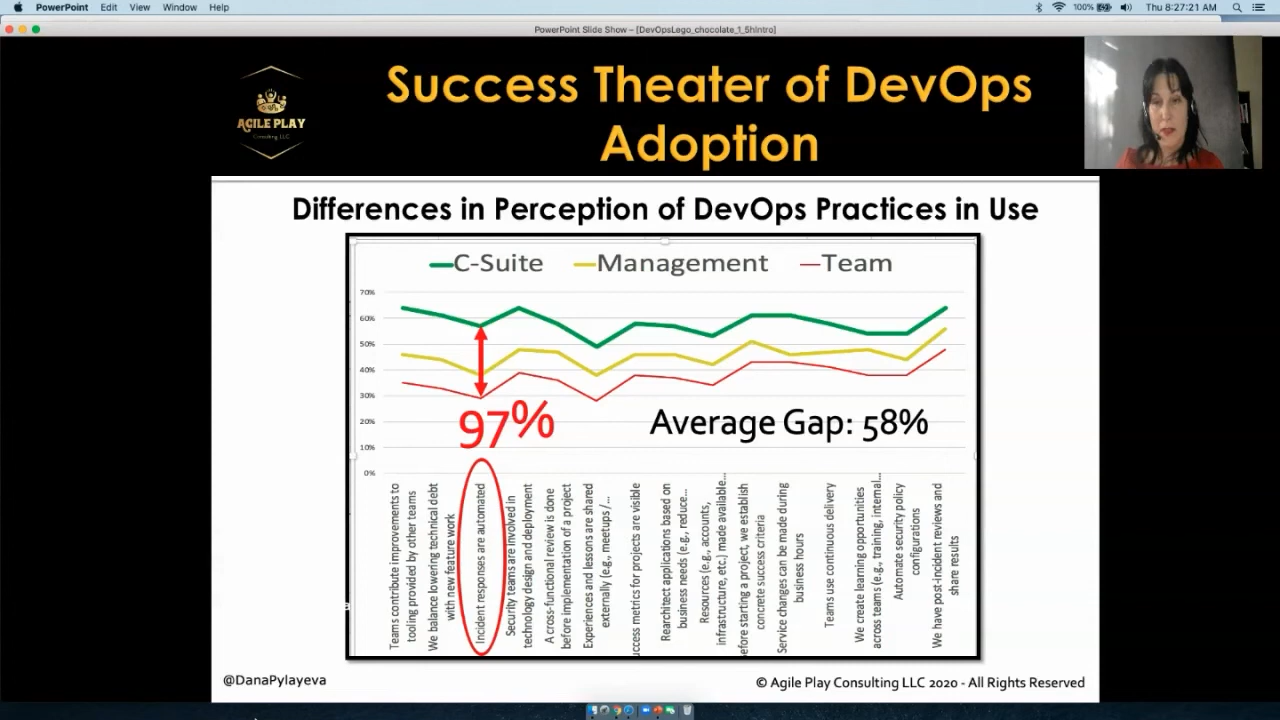 PowerPoint Edit View Window Help 100% Thu 8:27:21 AM
PowerPoint Slide Show – [DevOpsLego_chocolate_1_5hIntro]
AGILE PLAY
Consulting LLC
Success Theater of DevOps
Adoption
Differences in Perception of DevOps Practices in Use
C-Suite Management Team
70%
60%
50%
40%
30%
20%
10%
0%
97%
Average Gap: 58%
Teams contribute improvements to
tooling provided by other teams
We balance lowering technical debt
with new feature work
Incident responses are automated
Security teams are involved in
technology design and deployment
A cross-functional review is done
before implementation of a project
Experiences and lessons are shared
externally (e.g., meetups /...
uccess metrics for projects are visible
Rearchitect applications based on
business needs (e.g., reduce...
Resources (e.g., accounts,
infrastructure, etc.) made available...
efore starting a project, we establish
concrete success criteria
Service changes can be made during
business hours
Teams use continuous delivery
We create learning opportunities
across teams (e.g., training, internal...
Automate security policy
configurations
We have post-incident reviews and
share results
@DanaPylayeva
© Agile Play Consulting LLC 2020 - All Rights Reserved